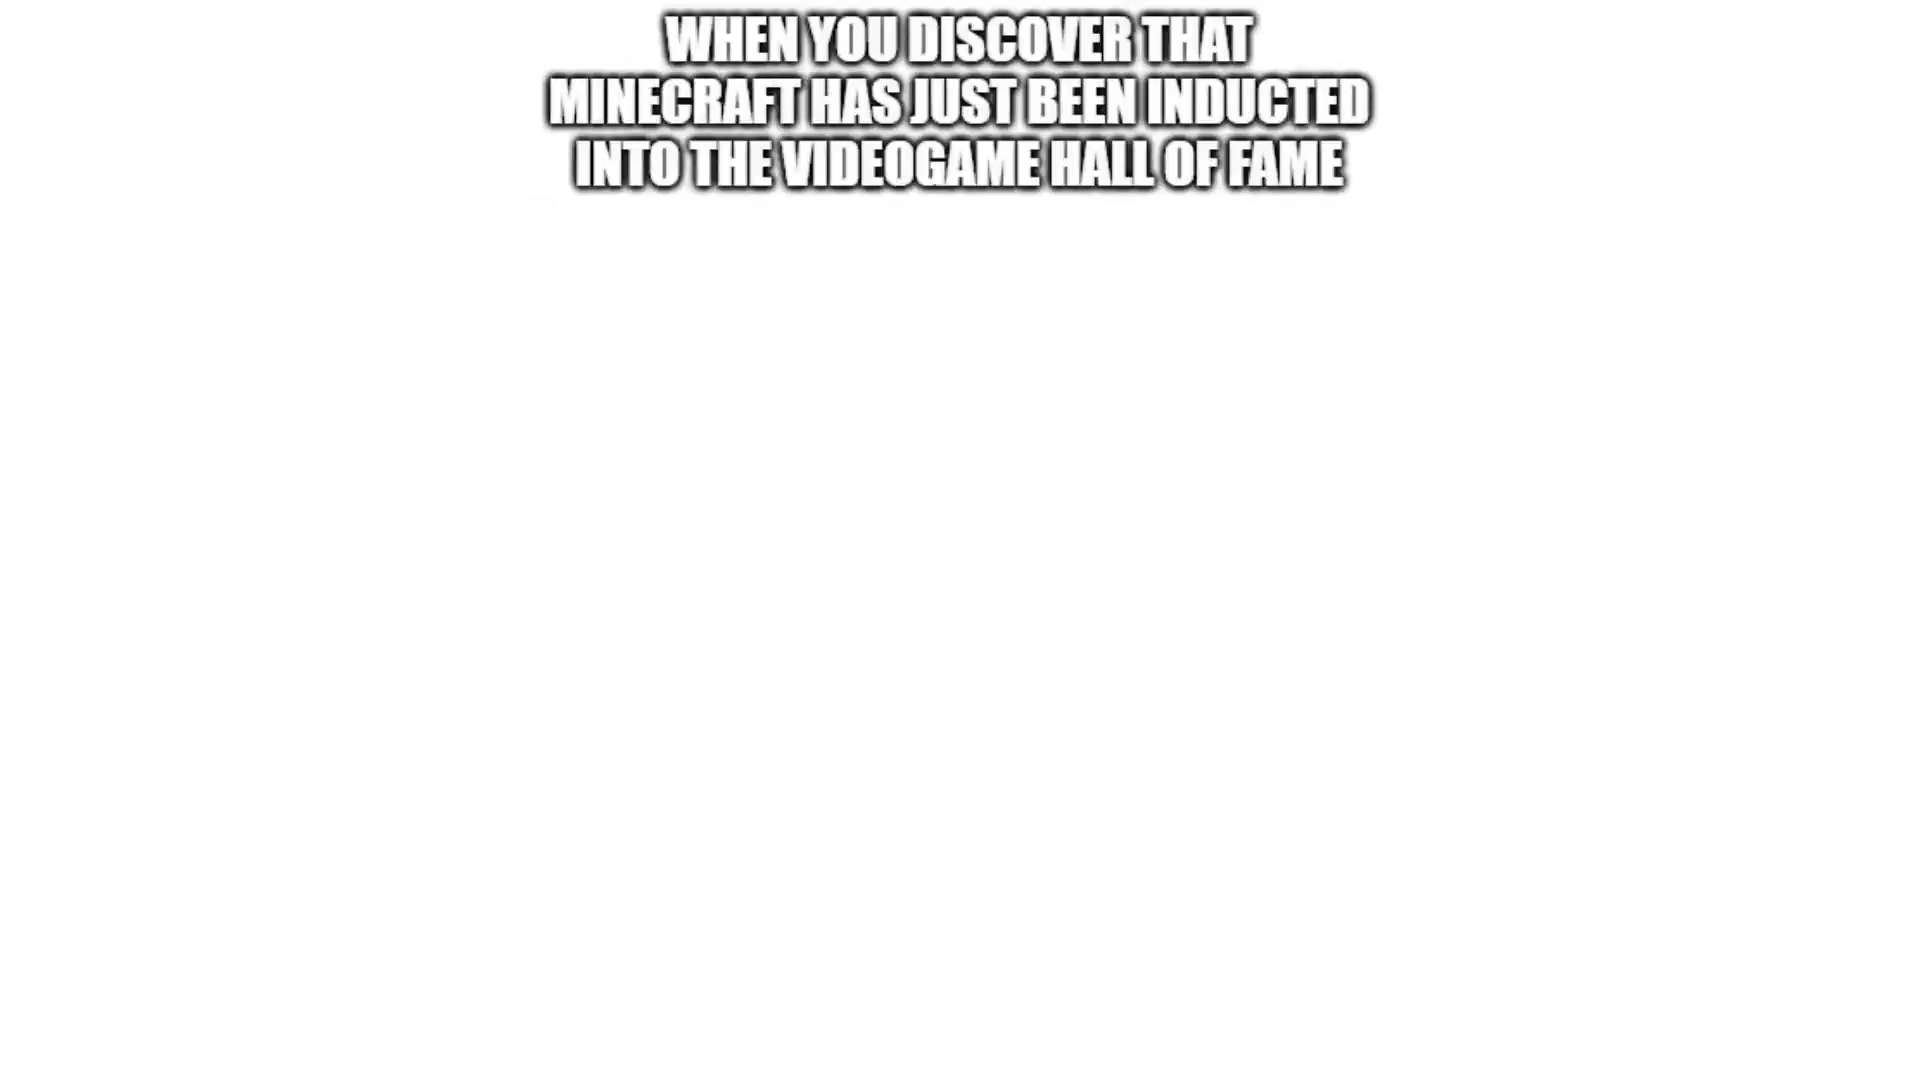 WHEN YOU DISCOVER THAT
MINECRAFT HAS JUST BEEN INDUCTED
INTO THE VIDEOGAME HALL OF FAME